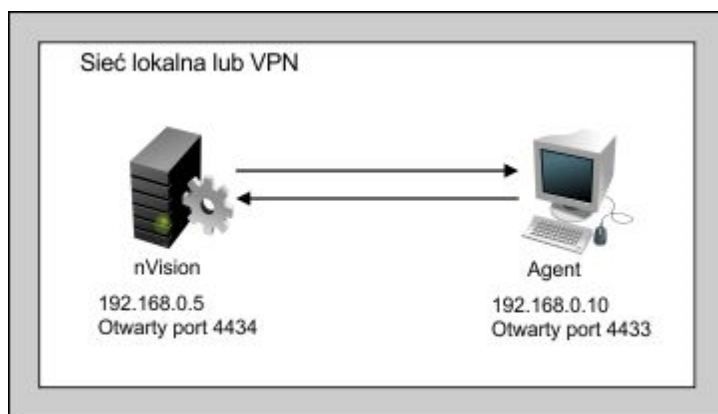 Sieć lokalna lub VPN
nVision
192.168.0.5
Otwarty port 4434
Agent
192.168.0.10
Otwarty port 4433